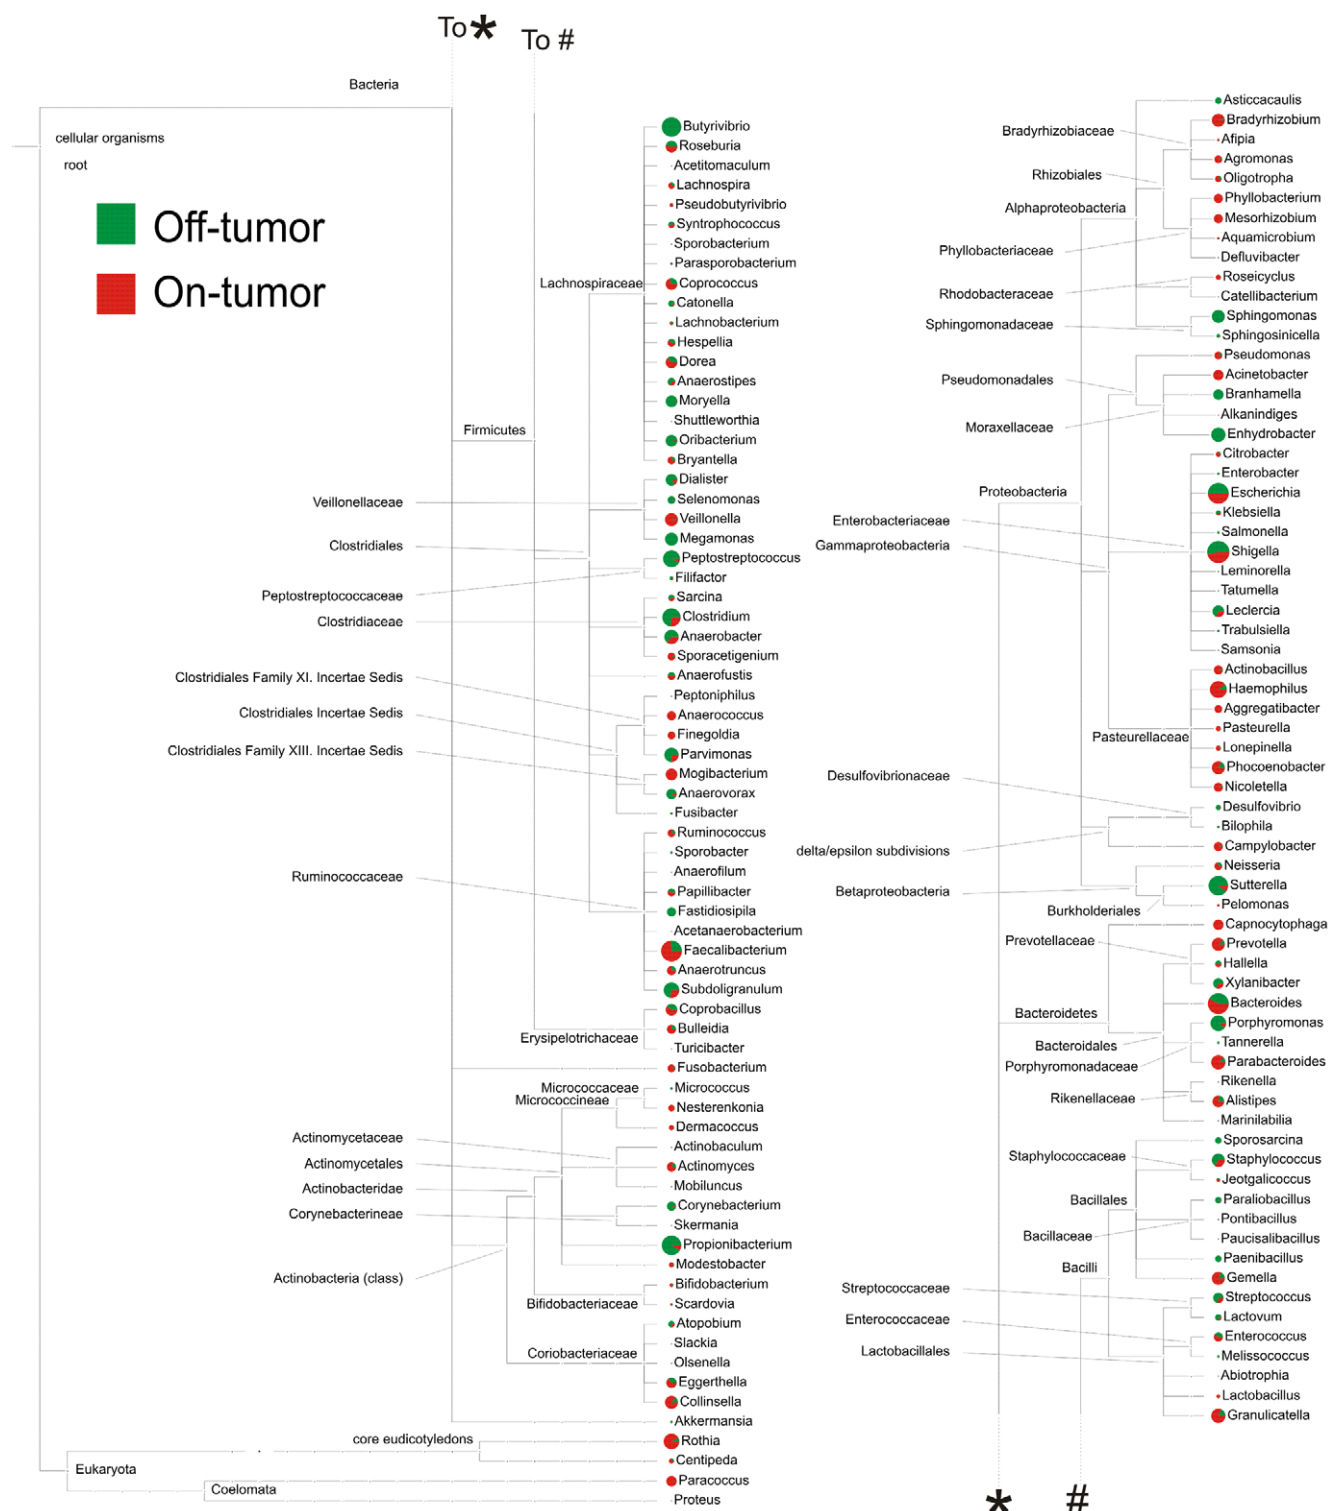 To *
To #
Bacteria
cellular organisms
root
Off-tumor
On-tumor
Butyrivibrio
Roseburia
Acetitomaculum
Lachnospira
Pseudobutyrivibrio
Syntrophococcus
Sporobacterium
Parasporobacterium
Lachnospiraceae
Coprococcus
Catonella
Lachnobacterium
Hespellia
Dorea
Anaerostipes
Moryella
Shuttleworthia
Firmicutes
Oribacterium
Bryantella
Dialister
Veillonellaceae
Selenomonas
Veillonella
Clostridiales
Megamonas
Peptostreptococcus
Filifactor
Peptostreptococcaceae
Sarcina
Clostridiaceae
Clostridium
Anaerobacter
Sporacetigenium
Clostridiales Family XI. Incertae Sedis
Anaerofustis
Peptoniphilus
Clostridiales Incertae Sedis
Anaerococcus
Finegoldia
Clostridiales Family XIII. Incertae Sedis
Parvimonas
Mogibacterium
Anaerovorax
Fusibacter
Ruminococcus
Sporobacter
Ruminococcaceae
Anaerofilum
Papillibacter
Fastidiosipila
Acetanaerobacterium
Faecalibacterium
Anaerotruncus
Subdoligranulum
Coprobacillus
Bulleidia
Erysipelotrichaceae
Turicibacter
Fusobacterium
Micrococcaceae
Micrococcus
Micrococcineae
Nesterenkonia
Dermacoccus
Actinomycetaceae
Actinobaculum
Actinomycetales
Actinomyces
Actinobacteridae
Mobiluncus
Corynebacterineae
Corynebacterium
Skermania
Propionibacterium
Actinobacteria (class)
Modestobacter
Bifidobacterium
Bifidobacteriaceae
Scardovia
Atopobium
Slackia
Coriobacteriaceae
Olsenella
Eggerthella
Collinsella
Akkermansia
core eudicotyledons
Rothia
Centipeda
Eukaryota
Paracoccus
Coelomata
Proteus
Asticcacaulis
Bradyrhizobiaceae
Bradyrhizobium
Afipia
Agromonas
Rhizobiales
Oligotropha
Phyllobacterium
Alphaproteobacteria
Mesorhizobium
Aquamicrobium
Phyllobacteriaceae
Defluvibacter
Roseicyclus
Rhodobacteraceae
Catellibacterium
Sphingomonas
Sphingomonadaceae
Sphingosinicella
Pseudomonas
Pseudomonadales
Acinetobacter
Branhamella
Alkanindiges
Moraxellaceae
Enhydrobacter
Citrobacter
Enterobacter
Proteobacteria
Escherichia
Klebsiella
Enterobacteriaceae
Salmonella
Gammaproteobacteria
Shigella
Leminorella
Tatumella
Leclercia
Trabulsiella
Samsonia
Actinobacillus
Haemophilus
Aggregatibacter
Pasteurella
Pasteurellaceae
Lonepinella
Phocoenobacter
Desulfovibrionaceae
Nicoletella
Desulfovibrio
Bilophila
delta/epsilon subdivisions
Campylobacter
Neisseria
Betaproteobacteria
Sutterella
Burkholderiales
Pelomonas
Capnocytophaga
Prevotellaceae
Prevotella
Hallella
Xylanibacter
Bacteroidetes
Bacteroides
Porphyromonas
Bacteroidales
Tannerella
Porphyromonadaceae
Parabacteroides
Rikenella
Rikenellaceae
Alistipes
Marinilabilia
Sporosarcina
Staphylococcaceae
Staphylococcus
Jeotgalicoccus
Bacillales
Paraliobacillus
Pontibacillus
Bacillaceae
Paucisalibacillus
Paenibacillus
Bacilli
Gemella
Streptococcaceae
Streptococcus
Enterococcaceae
Lactovum
Enterococcus
Lactobacillales
Melissococcus
Abiotrophia
Lactobacillus
Granulicatella
* #